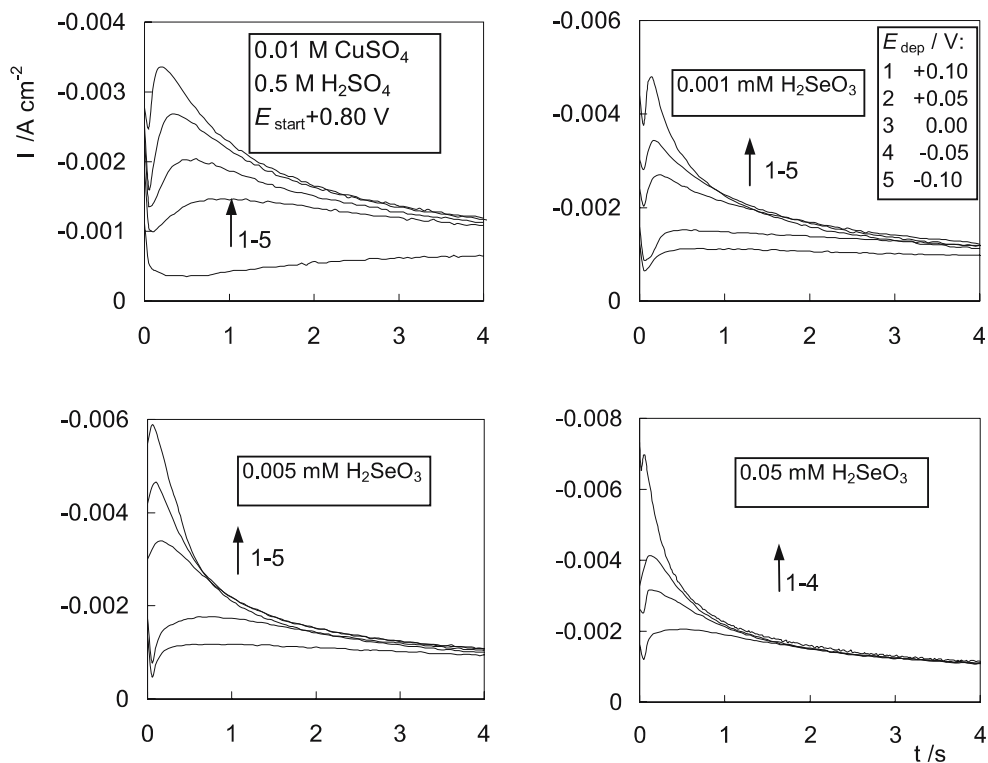 -0.004
-0.003
-0.002
-0.001
0
I /A cm⁻²
0.01 M CuSO₄
0.5 M H₂SO₄
E start+0.80 V
1-5
0 1 2 3 4
-0.006
-0.004
-0.002
0
0.001 mM H₂SeO₃
E dep / V:
1 +0.10
2 +0.05
3 0.00
4 -0.05
5 -0.10
1-5
0 1 2 3 4
-0.006
-0.004
-0.002
0
0.005 mM H₂SeO₃
1-5
0 1 2 3 4
-0.008
-0.006
-0.004
-0.002
0
0.05 mM H₂SeO₃
1-4
0 1 2 3 4
t /s